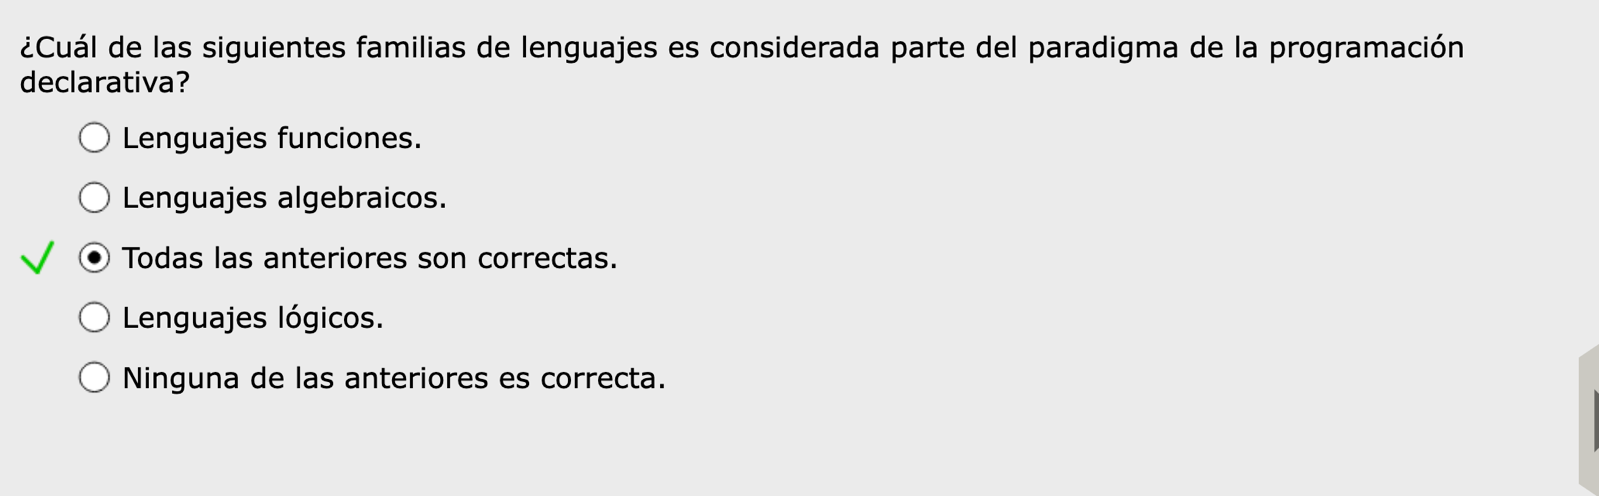 ¿Cuál de las siguientes familias de lenguajes es considerada parte del paradigma de la programación
declarativa?
Lenguajes funciones.
Lenguajes algebraicos.
Todas las anteriores son correctas.
Lenguajes lógicos.
Ninguna de las anteriores es correcta.